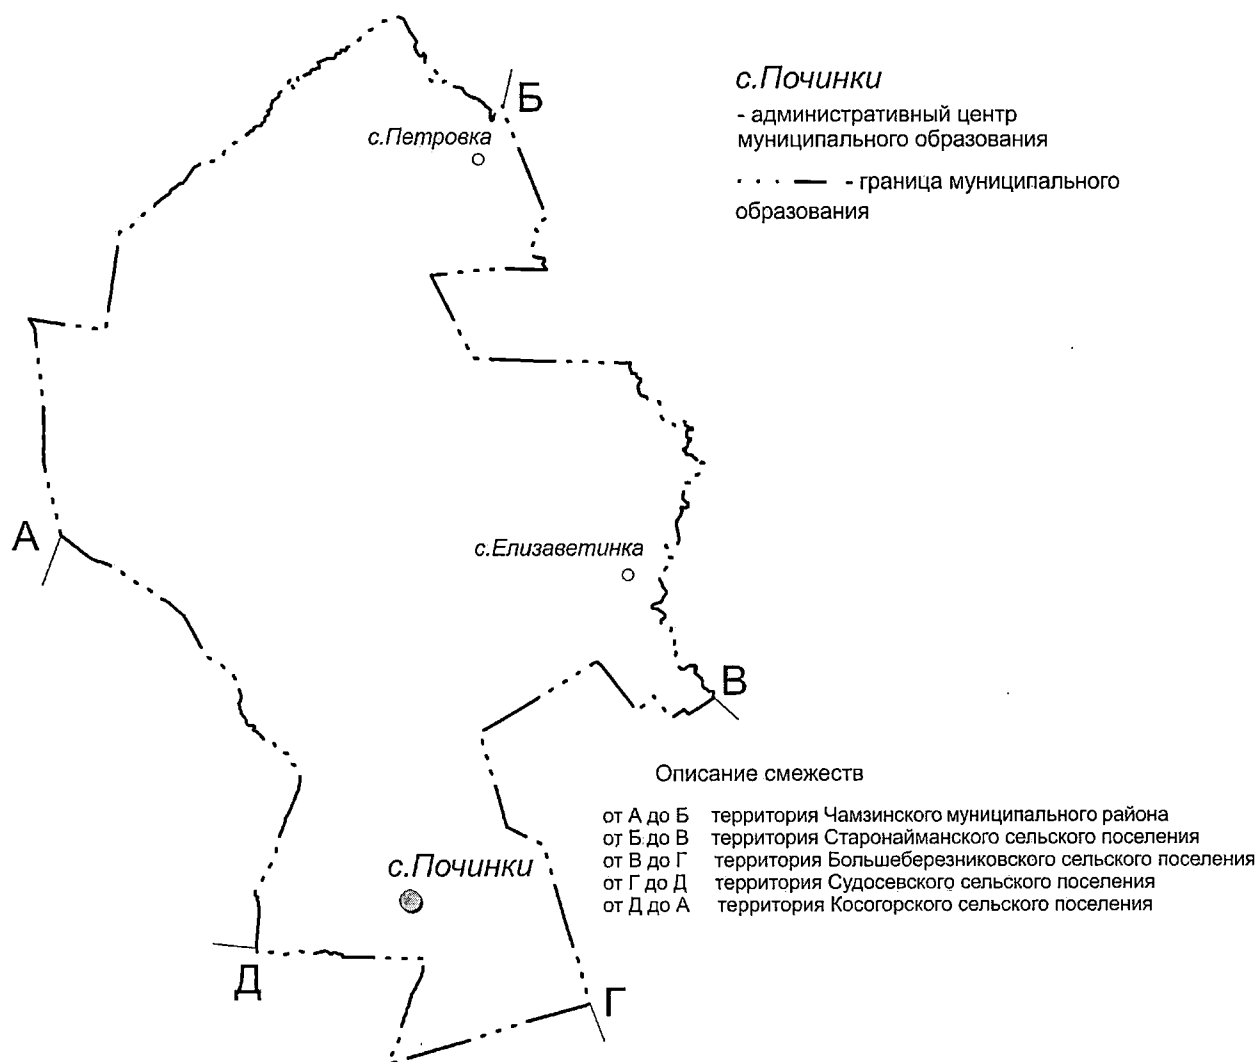 Б
с.Петровка
с.Починки
- административный центр
муниципального образования
- граница муниципального
образования
А
с.Елизаветинка
В
Описание смежеств
от А до Б территория Чамзинского муниципального района
от Б до В территория Старонайманского сельского поселения
от В до Г территория Большеберезниковского сельского поселения
от Г до Д территория Судосевского сельского поселения
от Д до А территория Косогорского сельского поселения
с.Починки
Д
Г